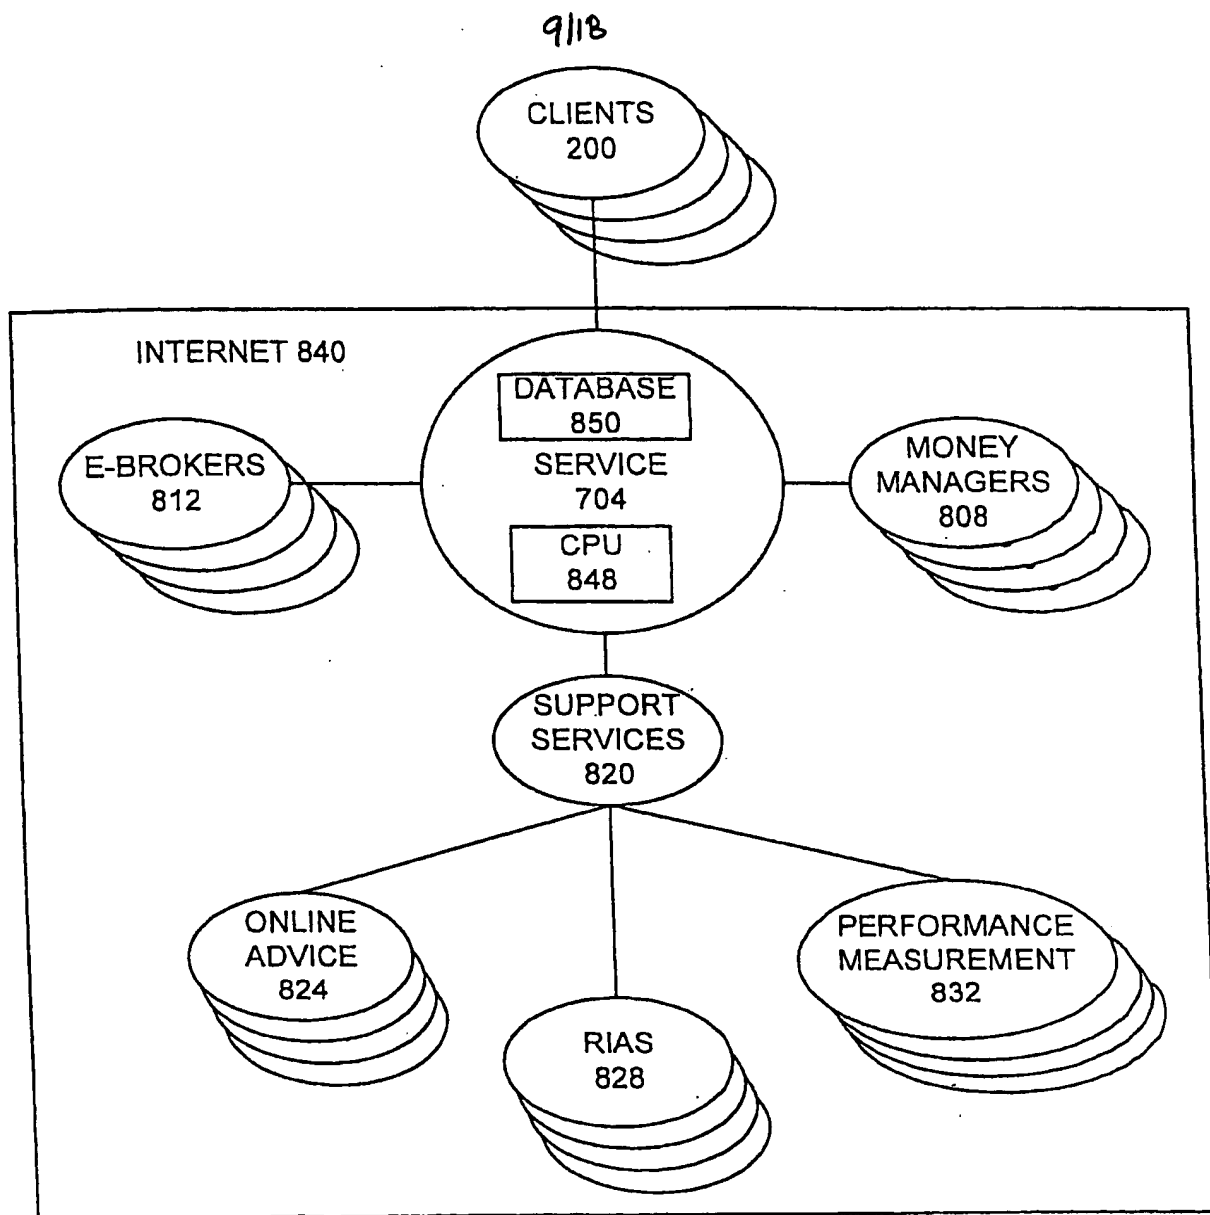 9/18
CLIENTS
200
INTERNET 840
DATABASE
850
SERVICE
704
CPU
848
E-BROKERS
812
MONEY
MANAGERS
808
SUPPORT
SERVICES
820
ONLINE
ADVICE
824
RIAS
828
PERFORMANCE
MEASUREMENT
832